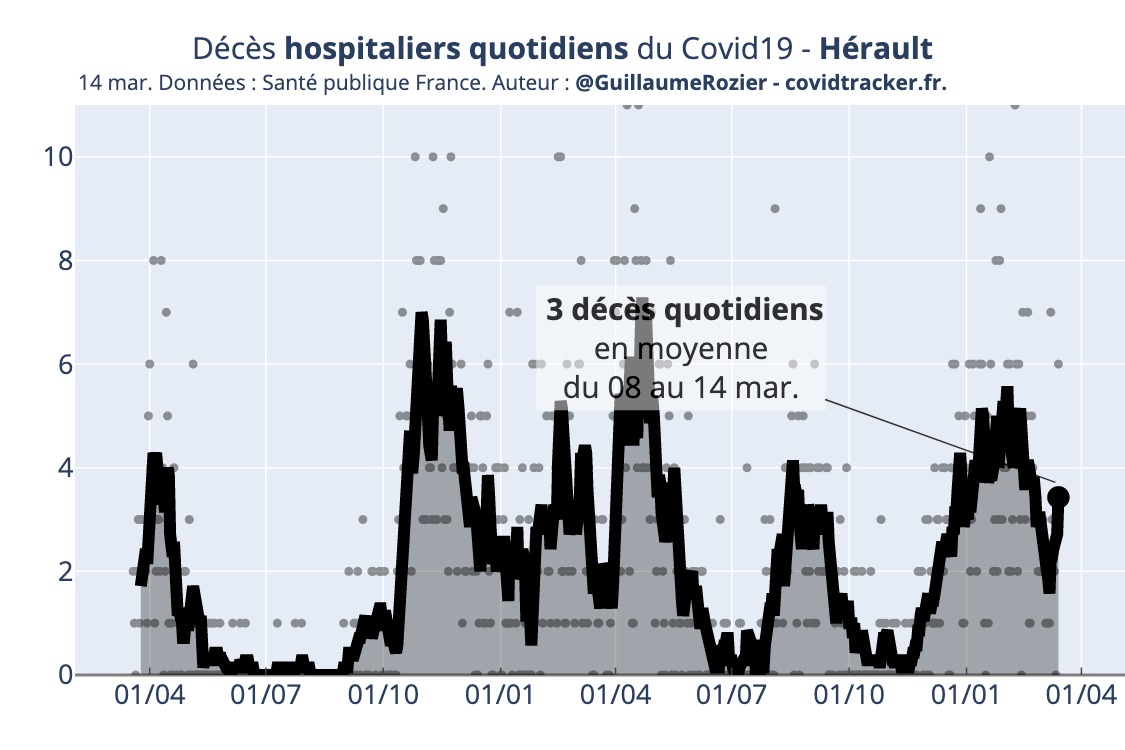 Décès hospitaliers quotidiens du Covid19 - Hérault
14 mar. Données : Santé publique France. Auteur : @GuillaumeRozier - covidtracker.fr.
10
8
3 décès quotidiens
en moyenne
6
du 08 au 14 mar.
4
2
0
01/04 01/07 01/10 01/01 01/04 01/07 01/10 01/01 01/04